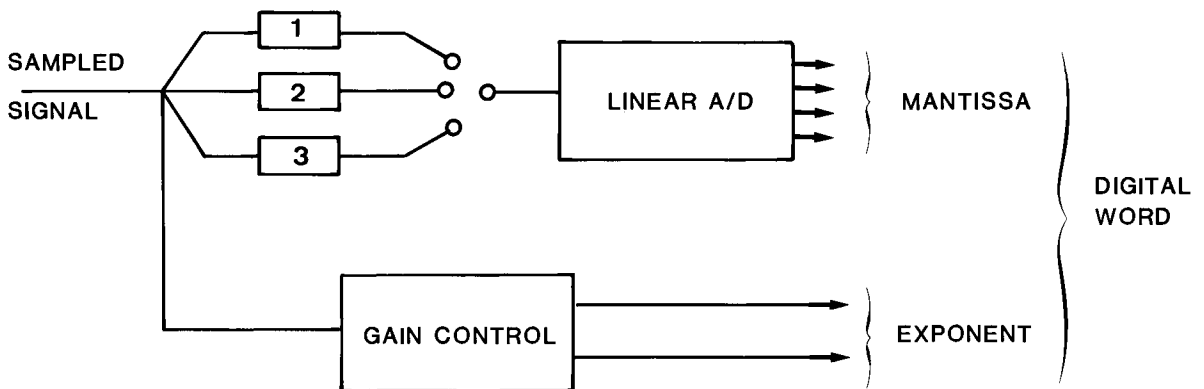 SAMPLED
SIGNAL
1
2
3
LINEAR A/D
MANTISSA
DIGITAL
WORD
GAIN CONTROL
EXPONENT